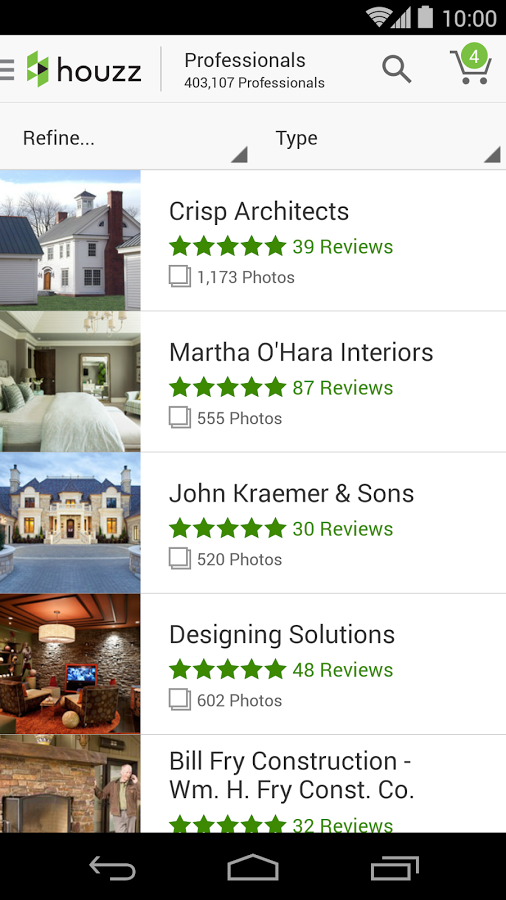 10:00
houzz
Professionals
403,107 Professionals
4
Refine...
Type
Crisp Architects
39 Reviews
1,173 Photos
Martha O'Hara Interiors
87 Reviews
555 Photos
John Kraemer & Sons
30 Reviews
520 Photos
Designing Solutions
48 Reviews
602 Photos
Bill Fry Construction -
Wm. H. Fry Const. Co.
32 Reviews